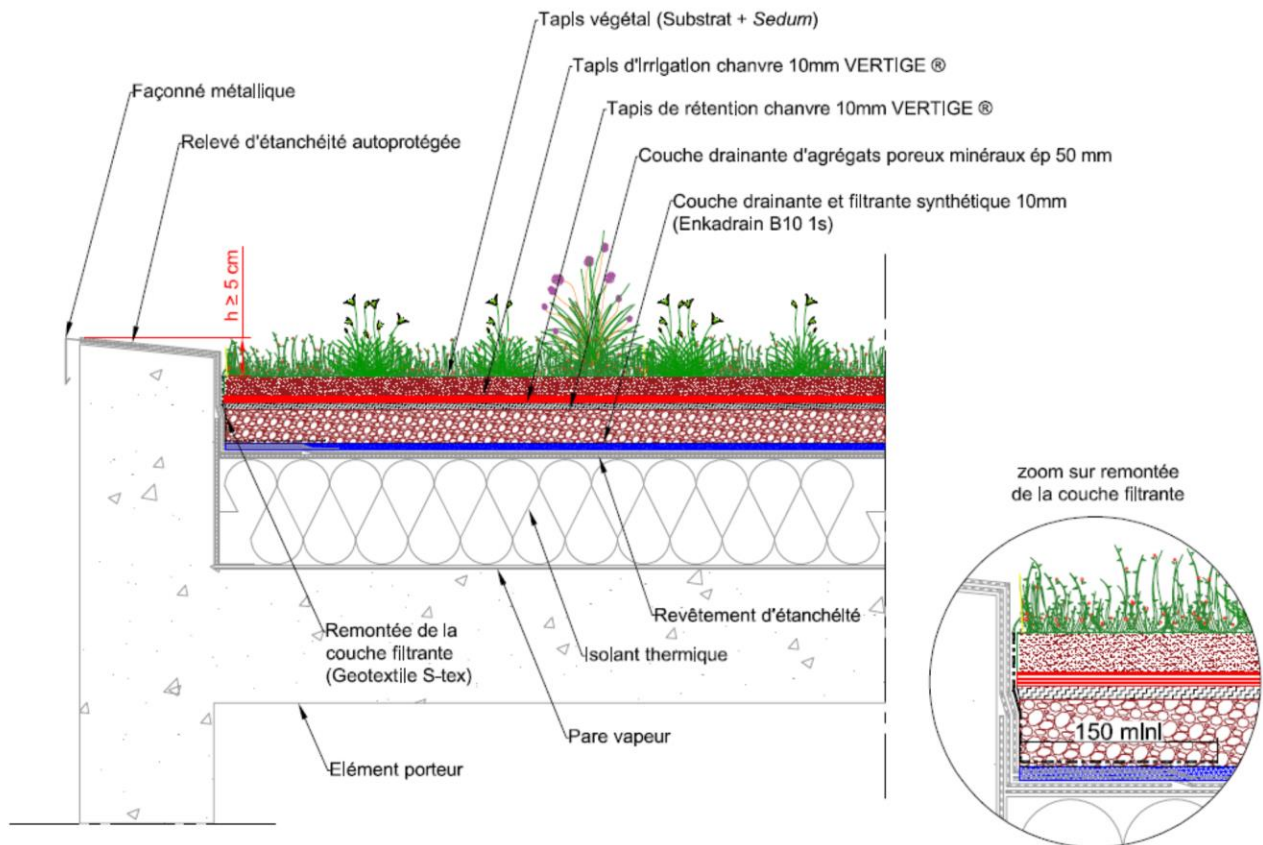 Tapis végétal (Substrat + Sedum)
Tapis d'irrigation chanvre 10mm VERTIGE ®
Façonné métallique
Tapis de rétention chanvre 10mm VERTIGE ®
Relevé d'étanchéité autoprotégée
Couche drainante d'agrégats poreux minéraux ép 50 mm
Couche drainante et filtrante synthétique 10mm
(Enkadrain B10 1s)
h ≥ 5 cm
zoom sur remontée
de la couche filtrante
Revêtement d'étanchéité
Remontée de la
couche filtrante
(Geotextile S-tex)
Isolant thermique
Pare vapeur
Elément porteur
150 mini